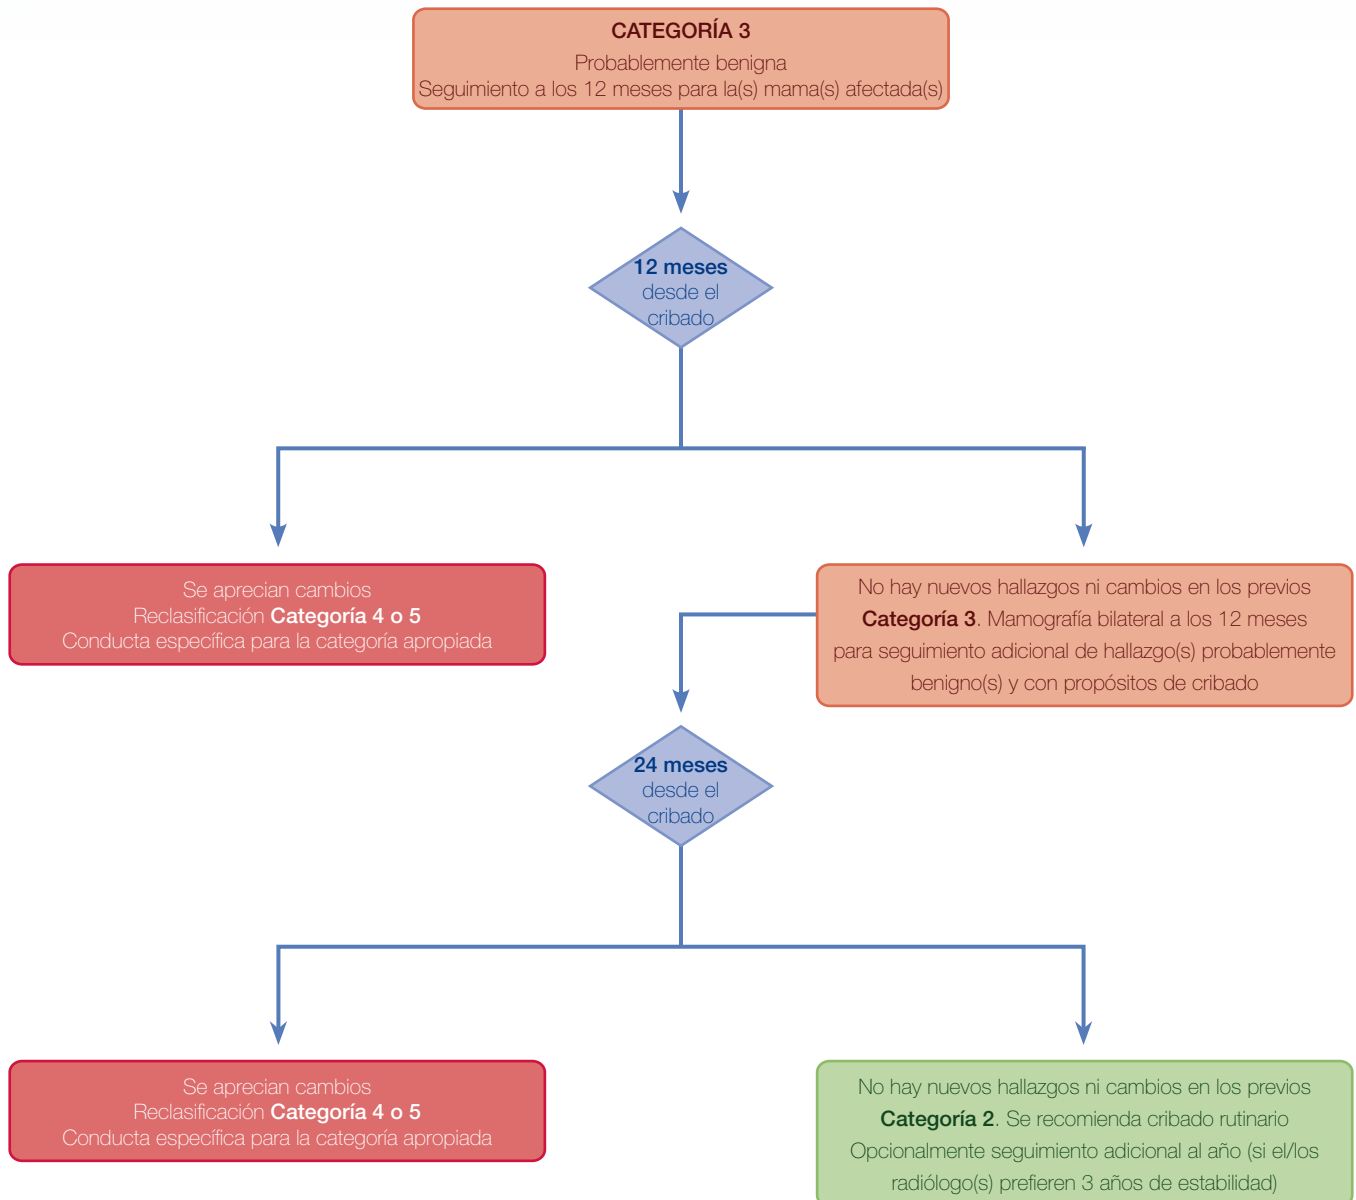 CATEGORÍA 3
Probablemente benigna
Seguimiento a los 12 meses para la(s) mama(s) afectada(s)
12 meses
desde el
cribado
Se aprecian cambios
Reclasificación Categoría 4 o 5
Conducta específica para la categoría apropiada
No hay nuevos hallazgos ni cambios en los previos
Categoría 3. Mamografía bilateral a los 12 meses
para seguimiento adicional de hallazgo(s) probablemente
benigno(s) y con propósitos de cribado
24 meses
desde el
cribado
Se aprecian cambios
Reclasificación Categoría 4 o 5
Conducta específica para la categoría apropiada
No hay nuevos hallazgos ni cambios en los previos
Categoría 2. Se recomienda cribado rutinario
Opcionalmente seguimiento adicional al año (si el/los
radiólogo(s) prefieren 3 años de estabilidad)